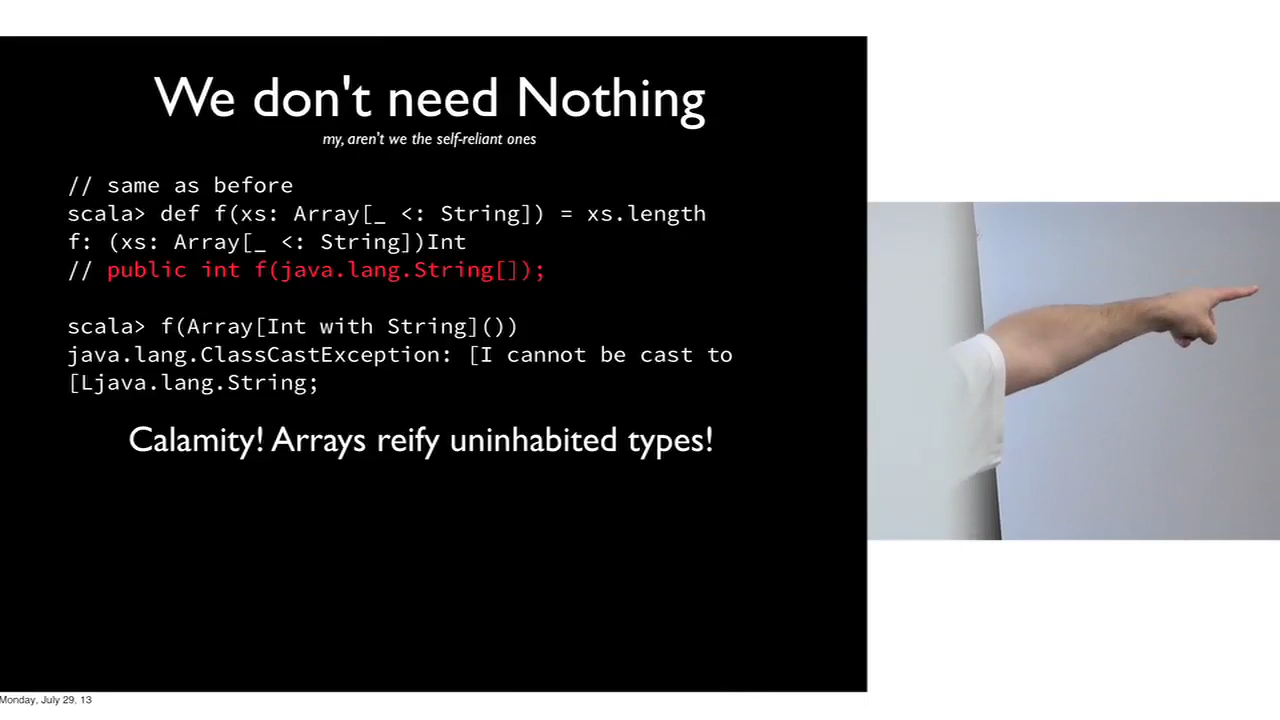 We don't need Nothing
my, aren't we the self-reliant ones
// same as before
scala> def f(xs: Array[_ <: String]) = xs.length
f: (xs: Array[_ <: String])Int
// public int f(java.lang.String[]);
scala> f(Array[Int with String]())
java.lang.ClassCastException: [I cannot be cast to
[Ljava.lang.String;
Calamity! Arrays reify uninhabited types!
Monday, July 29, 13